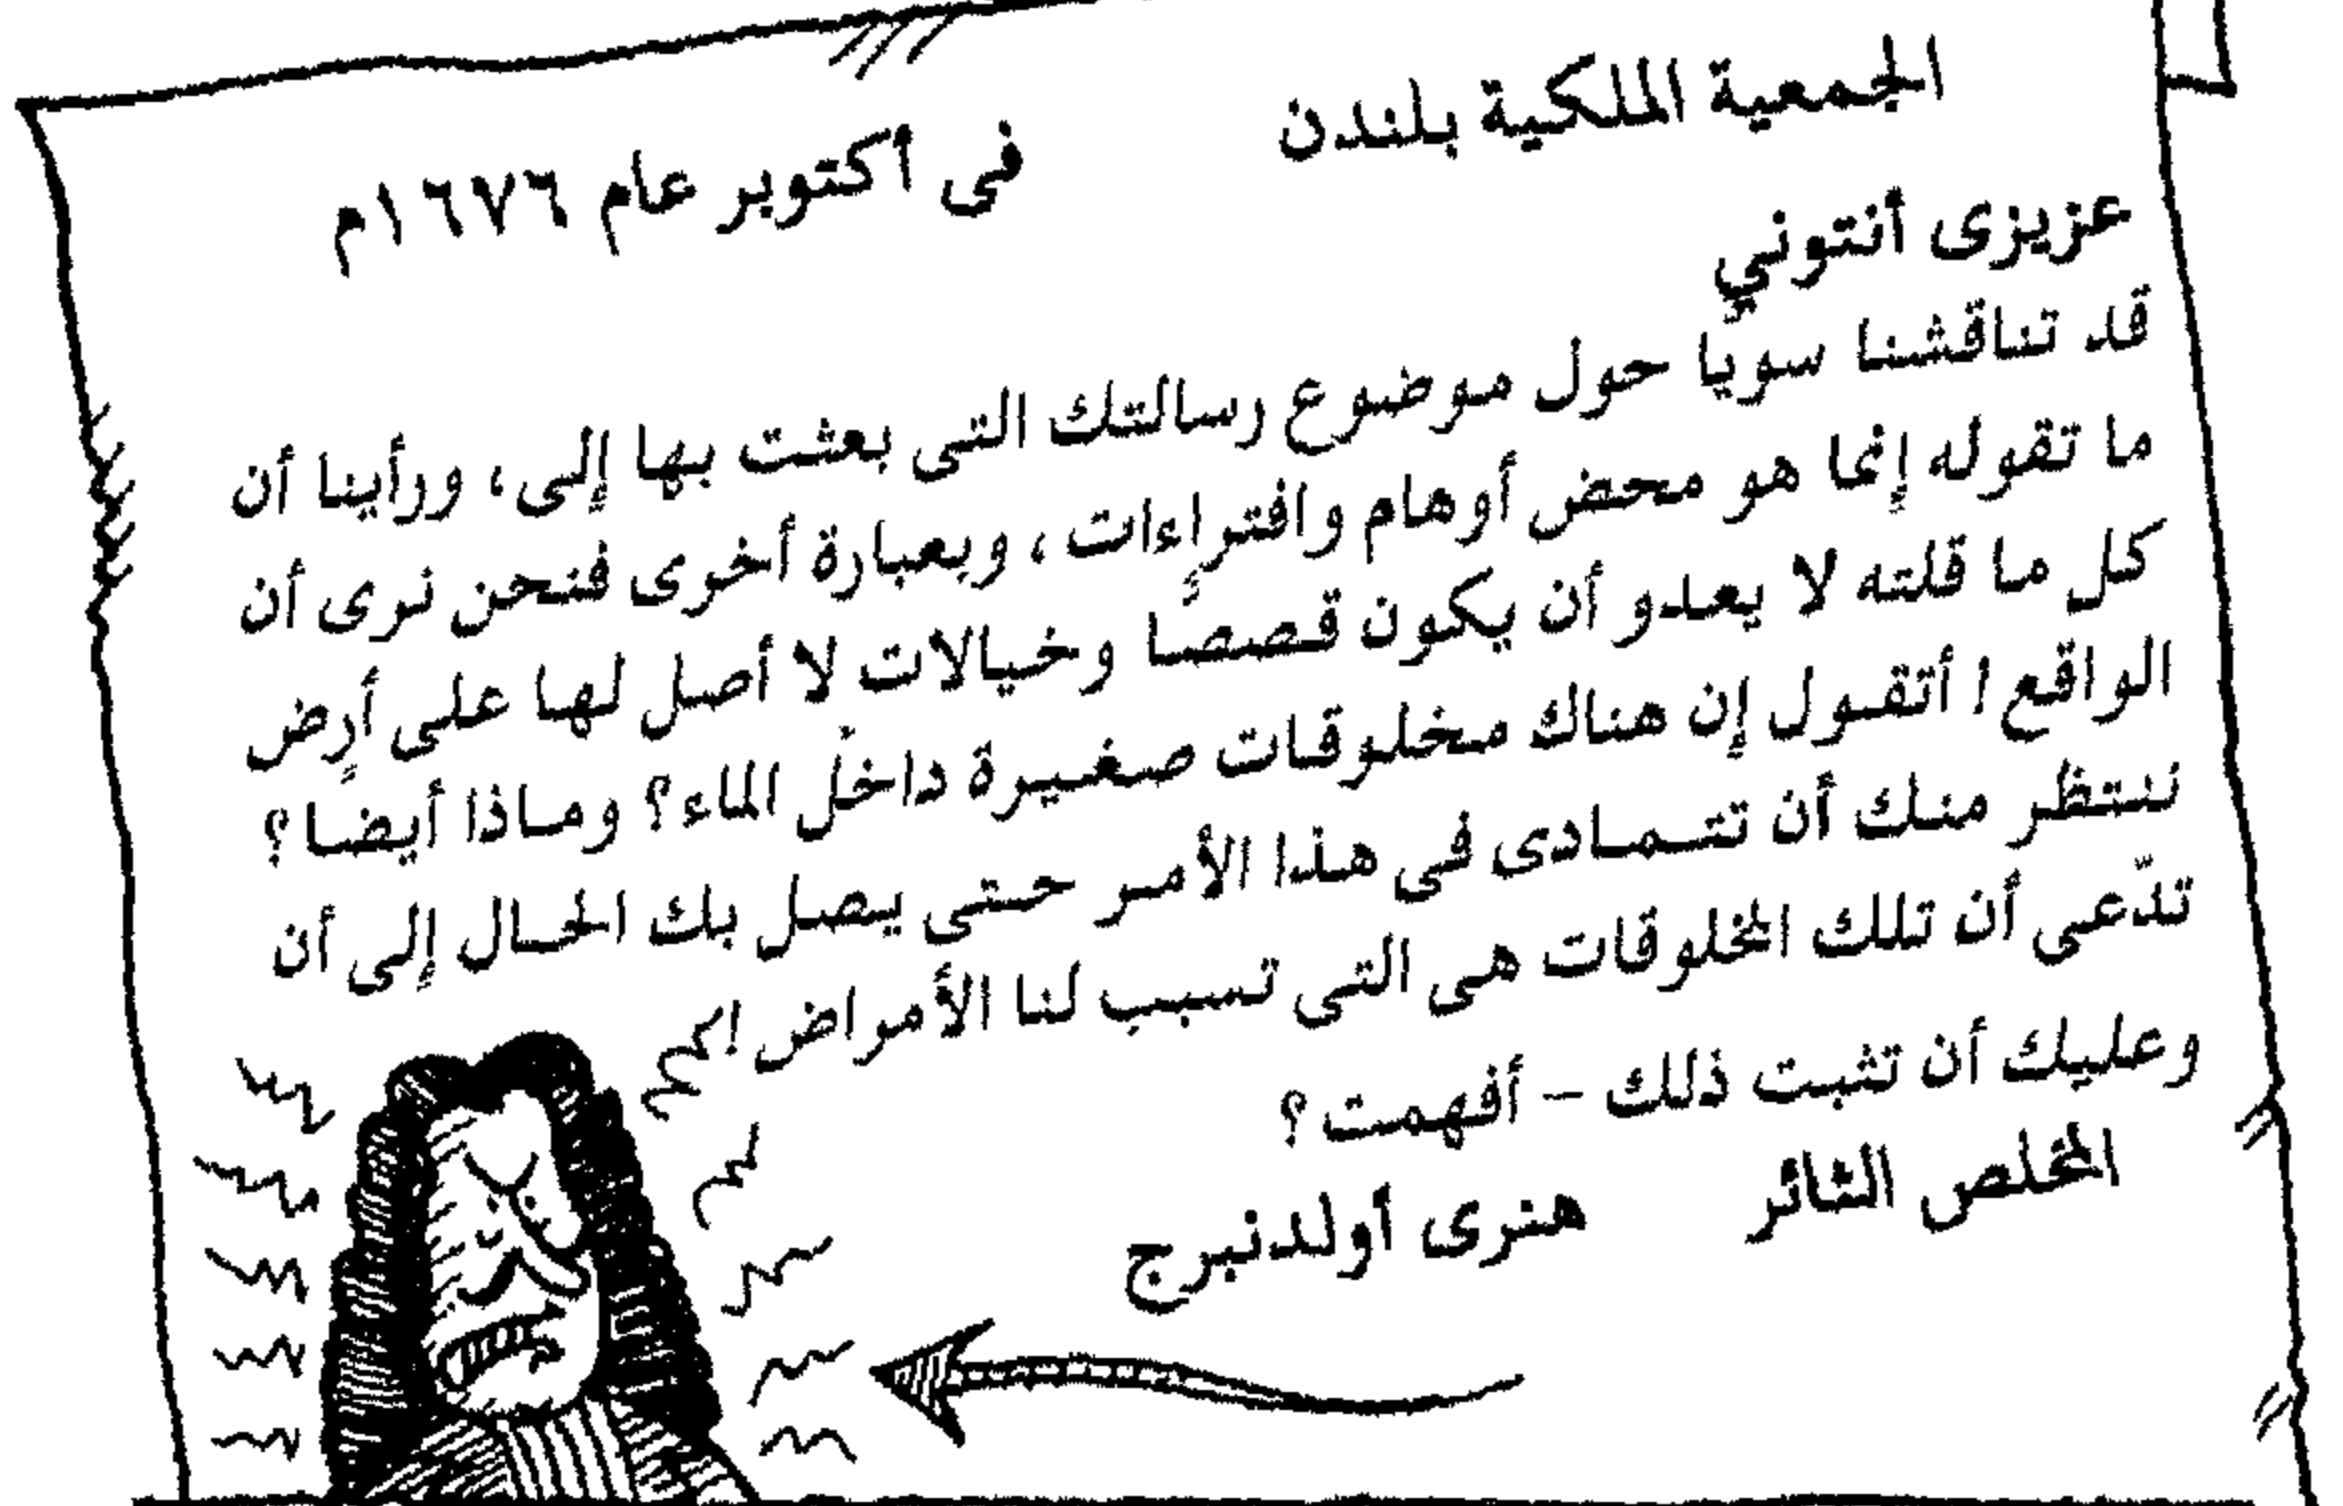 الجمعية الملكية بلندن
فى أكتوبر عام ١٦٧٦م
عزيزى أنتوني
قد تناقشنا سويًا حول موضوع رسالتك التى بعثت بها إلى، ورأينا أن
ما تقوله إنما هو محض أوهام وافتراءات، وبعبارة أخرى فنحن نرى أن
كل ما قلته لا يعدو أن يكون قصصا وخيالات لا أصل لها على أرض
الواقع! أتقول إن هناك مخلوقات صغيرة داخل الماء؟ وماذا أيضا؟
ننتظر منك أن تتمادى فى هذا الأمر حتى يصل بك الحال إلى أن
تدّعى أن تلك المخلوقات هى التى تسبب لنا الأمراض!
وعليك أن تثبت ذلك - أفهمت؟
المخلص الثائر
هنرى أولدنبرج